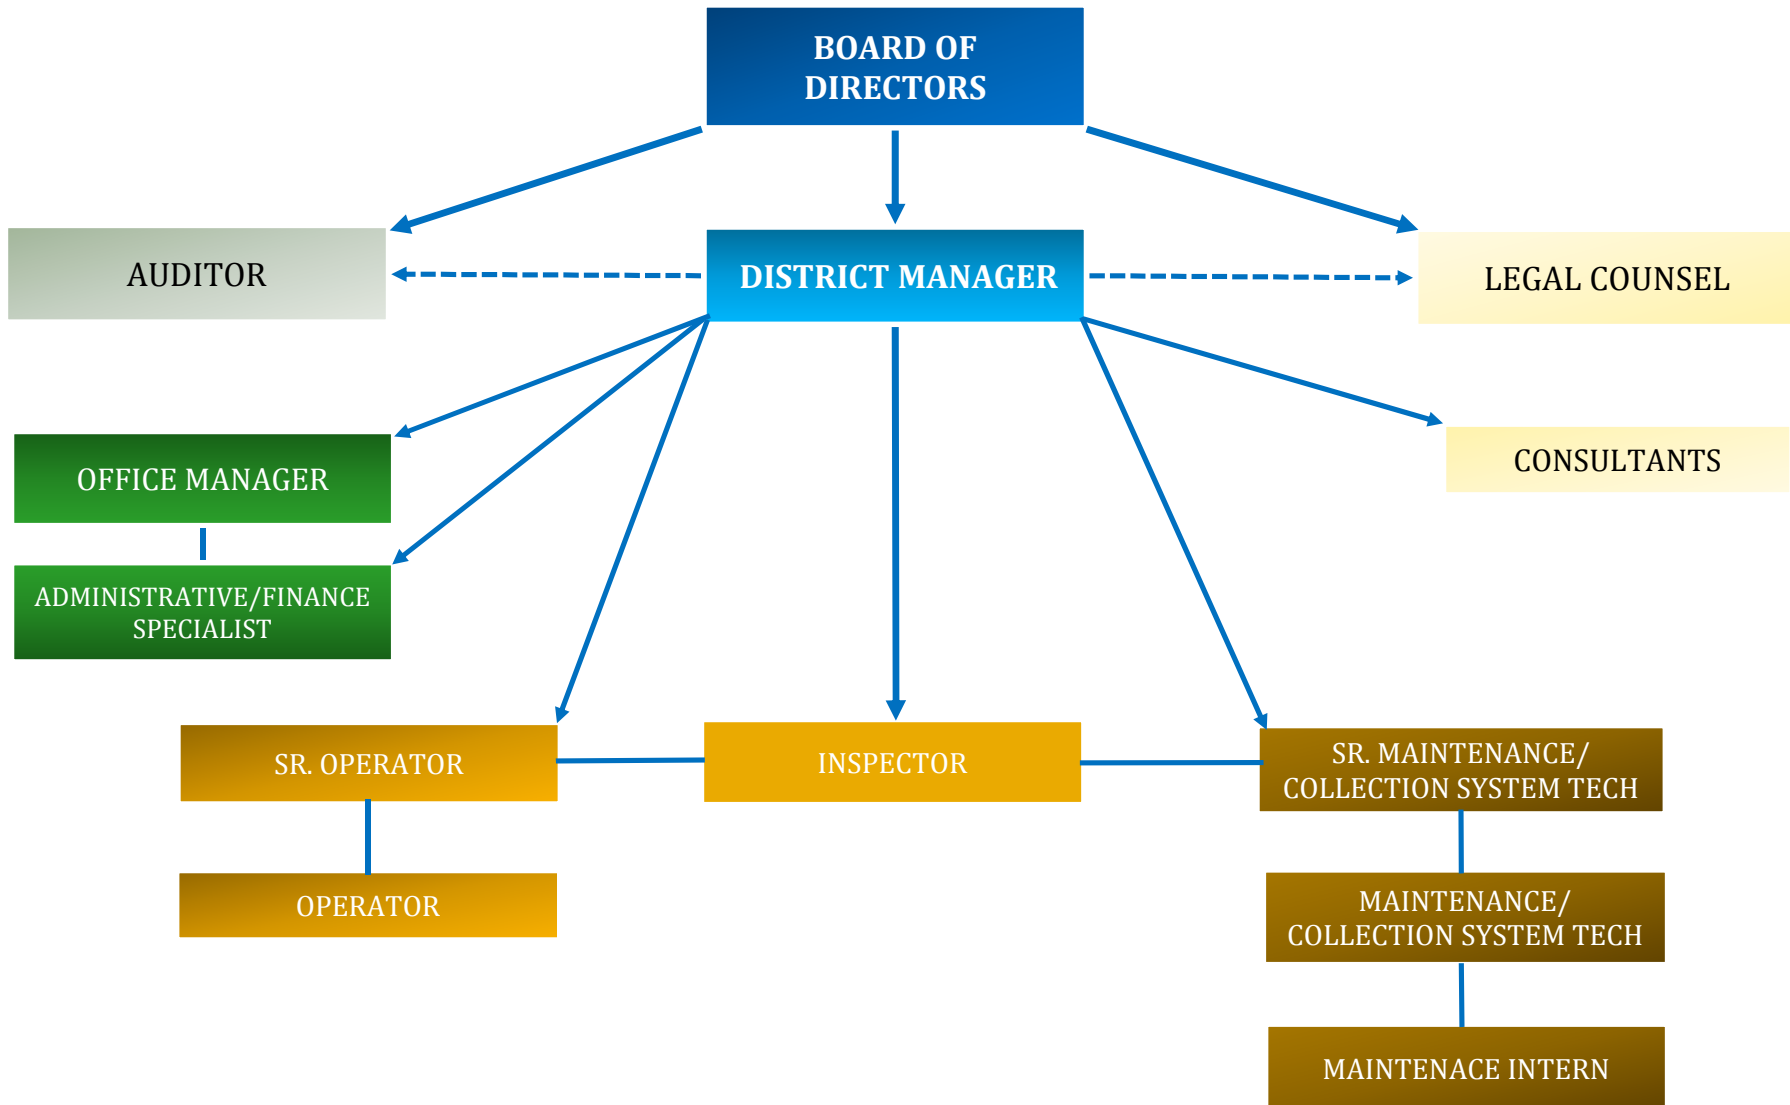 BOARD OF
DIRECTORS
AUDITOR
DISTRICT MANAGER
LEGAL COUNSEL
OFFICE MANAGER
CONSULTANTS
ADMINISTRATIVE/FINANCE
SPECIALIST
SR. OPERATOR
INSPECTOR
SR. MAINTENANCE/
COLLECTION SYSTEM TECH
OPERATOR
MAINTENANCE/
COLLECTION SYSTEM TECH
MAINTENACE INTERN